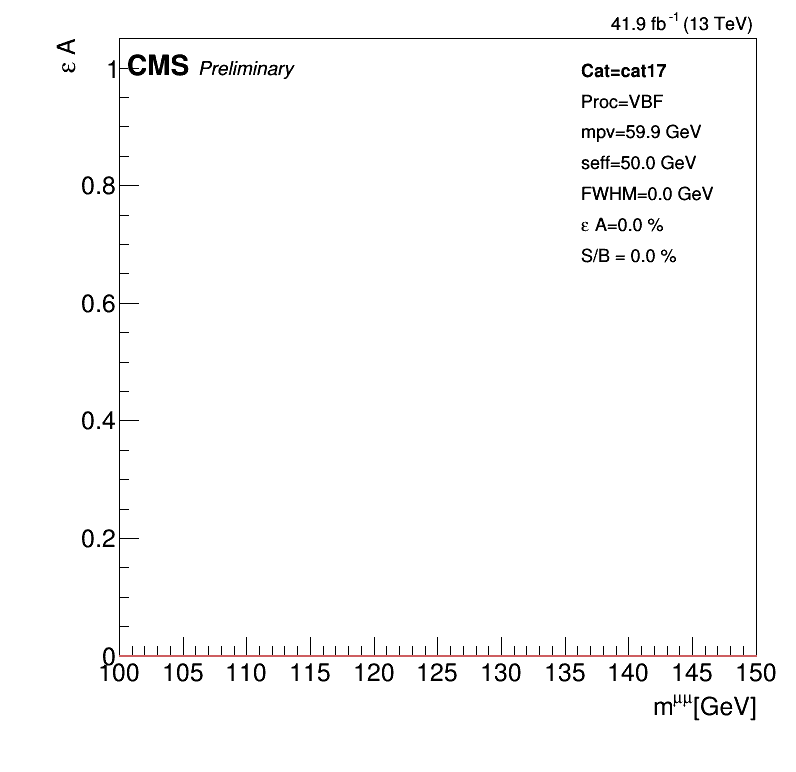 41.9 fb-1 (13 TeV)
ε A
CMS Preliminary
Cat=cat17
Proc=VBF
mpv=59.9 GeV
seff=50.0 GeV
FWHM=0.0 GeV
ε A=0.0 %
S/B = 0.0 %
1
0.8
0.6
0.4
0.2
0
100 105 110 115 120 125 130 135 140 145 150
mμμ[GeV]